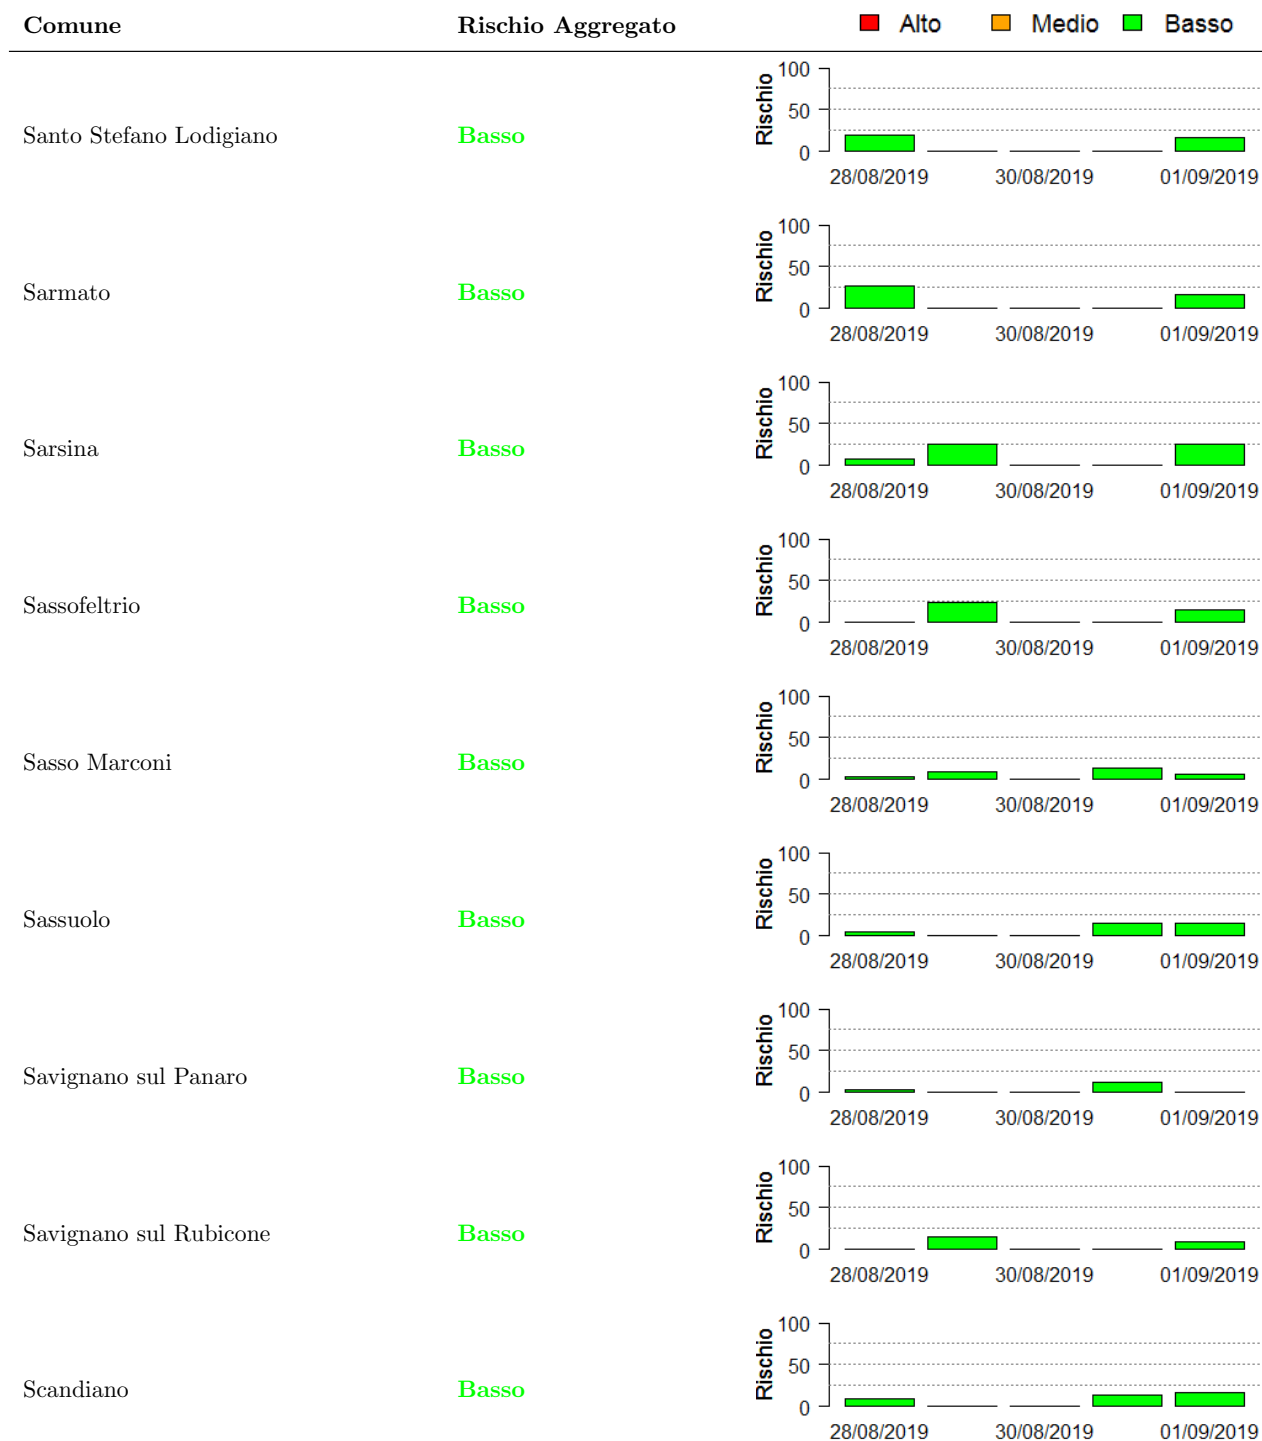 Comune Rischio Aggregato Alto Medio Basso
Santo Stefano Lodigiano Basso Rischio 100 50 0
28/08/2019 30/08/2019 01/09/2019
Sarmato Basso Rischio 100 50 0
28/08/2019 30/08/2019 01/09/2019
Sarsina Basso Rischio 100 50 0
28/08/2019 30/08/2019 01/09/2019
Sassofeltrio Basso Rischio 100 50 0
28/08/2019 30/08/2019 01/09/2019
Sasso Marconi Basso Rischio 100 50 0
28/08/2019 30/08/2019 01/09/2019
Sassuolo Basso Rischio 100 50 0
28/08/2019 30/08/2019 01/09/2019
Savignano sul Panaro Basso Rischio 100 50 0
28/08/2019 30/08/2019 01/09/2019
Savignano sul Rubicone Basso Rischio 100 50 0
28/08/2019 30/08/2019 01/09/2019
Scandiano Basso Rischio 100 50 0
28/08/2019 30/08/2019 01/09/2019